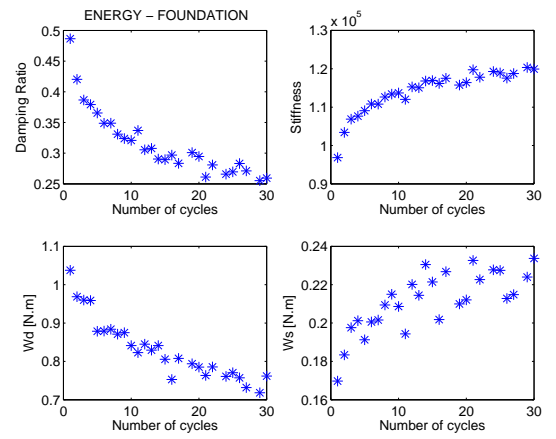 ENERGY – FOUNDATION
0.5
0.45
0.4
0.35
0.3
0.25
Damping Ratio
0 10 20 30
Number of cycles
x 10^5
1.3
1.2
1.1
1
0.9
Stiffness
0 10 20 30
Number of cycles
1.1
1
0.9
0.8
0.7
Wd [N.m]
0 10 20 30
Number of cycles
0.24
0.22
0.2
0.18
0.16
Ws [N.m]
0 10 20 30
Number of cycles